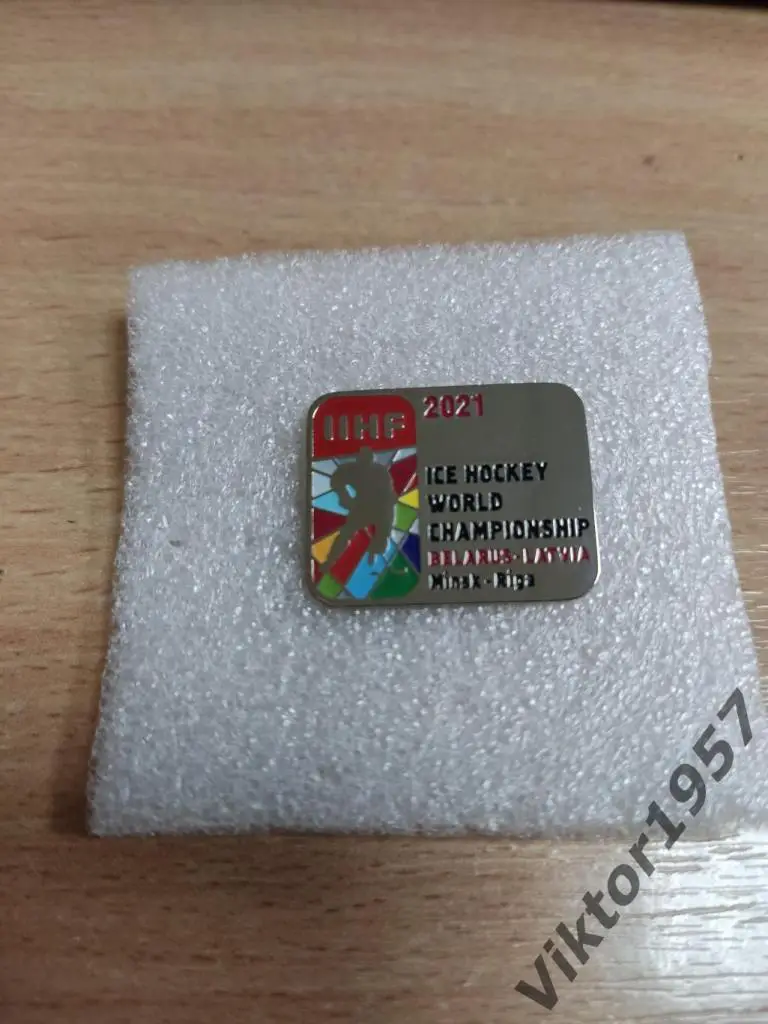 IIHF
2021
ICE HOCKEY
WORLD
CHAMPIONSHIP
BELARUS-LATVIA
Minsk-Riga
Viktor1957